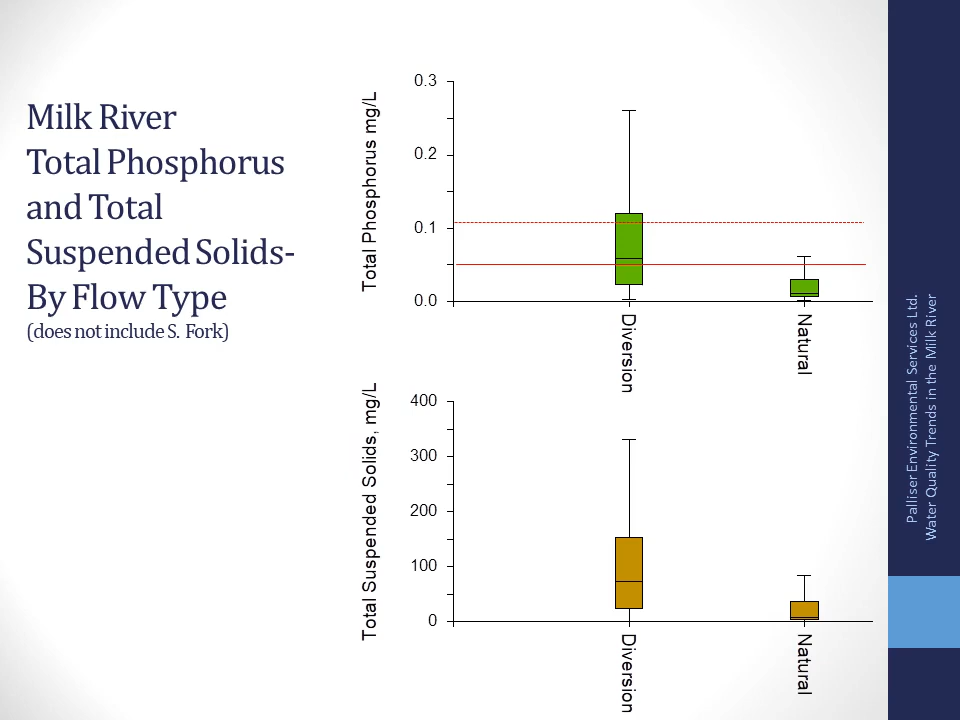 Milk River
Total Phosphorus
and Total
Suspended Solids-
By Flow Type
(does not include S. Fork)
Total Phosphorus mg/L
0.3
0.2
0.1
0.0
Diversion
Natural
Total Suspended Solids, mg/L
400
300
200
100
0
Diversion
Natural
Palliser Environmental Services Ltd.
Water Quality Trends in the Milk River